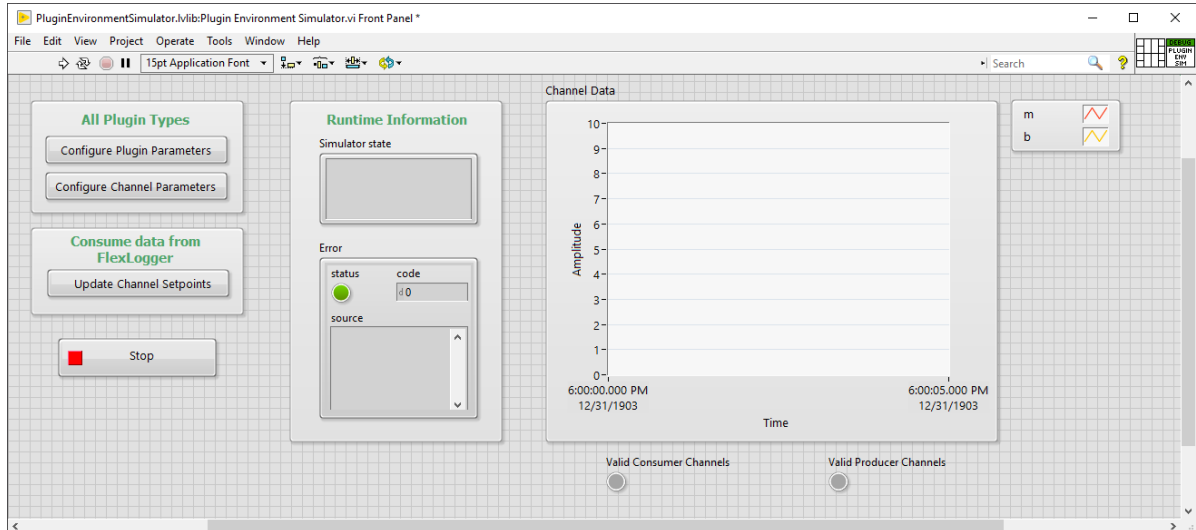 PluginEnvironmentSimulator.lvlib:Plugin Environment Simulator.vi Front Panel *
File Edit View Project Operate Tools Window Help
15pt Application Font
Search
DEBUG
PLUGIN
ENV
SIM
All Plugin Types
Configure Plugin Parameters
Configure Channel Parameters
Consume data from
FlexLogger
Update Channel Setpoints
Stop
Runtime Information
Simulator state
Error
status code
d 0
source
Channel Data
10
9
8
7
6
5
4
3
2
1
0
Amplitude
6:00:00.000 PM
12/31/1903
6:00:05.000 PM
12/31/1903
Time
m
b
Valid Consumer Channels
Valid Producer Channels